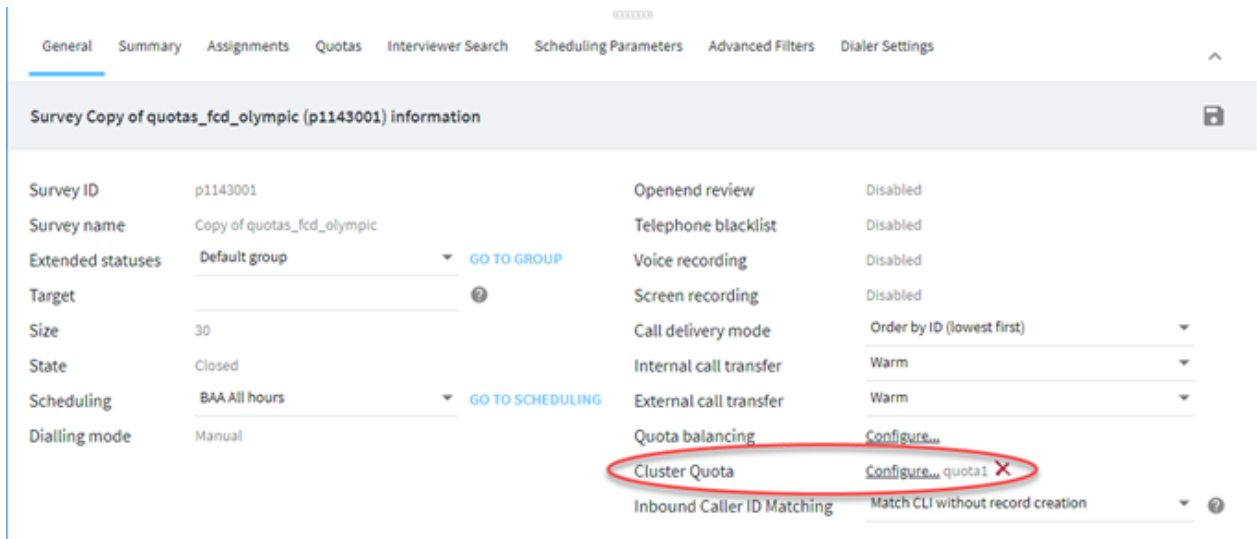 General Summary Assignments Quotas Interviewer Search Scheduling Parameters Advanced Filters Dialer Settings
Survey Copy of quotas_fcd_olympic (p1143001) information
Survey ID p1143001
Survey name Copy of quotas_fcd_olympic
Extended statuses Default group GO TO GROUP
Target
Size 30
State Closed
Scheduling BAA All hours GO TO SCHEDULING
Dialling mode Manual
Openend review Disabled
Telephone blacklist Disabled
Voice recording Disabled
Screen recording Disabled
Call delivery mode Order by ID (lowest first)
Internal call transfer Warm
External call transfer Warm
Quota balancing Configure...
Cluster Quota Configure... quota1
Inbound Caller ID Matching Match CLI without record creation